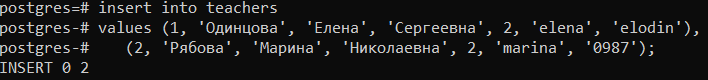 postgres=# insert into teachers
postgres-# values (1, 'Одинцова', 'Елена', 'Сергеевна', 2, 'elena', 'elodin'),
postgres-#    (2, 'Рябова', 'Марина', 'Николаевна', 2, 'marina', '0987');
INSERT 0 2